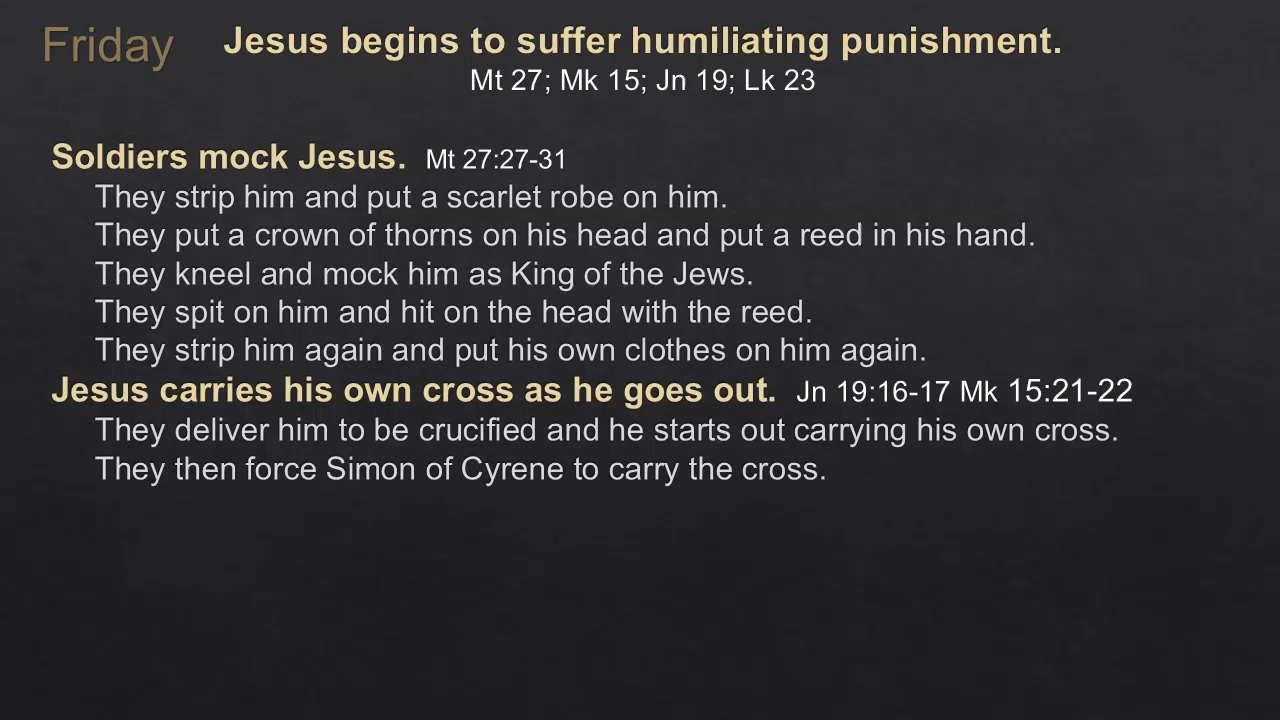 Friday Jesus begins to suffer humiliating punishment.
Mt 27; Mk 15; Jn 19; Lk 23
Soldiers mock Jesus. Mt 27:27-31
They strip him and put a scarlet robe on him.
They put a crown of thorns on his head and put a reed in his hand.
They kneel and mock him as King of the Jews.
They spit on him and hit on the head with the reed.
They strip him again and put his own clothes on him again.
Jesus carries his own cross as he goes out. Jn 19:16-17 Mk 15:21-22
They deliver him to be crucified and he starts out carrying his own cross.
They then force Simon of Cyrene to carry the cross.